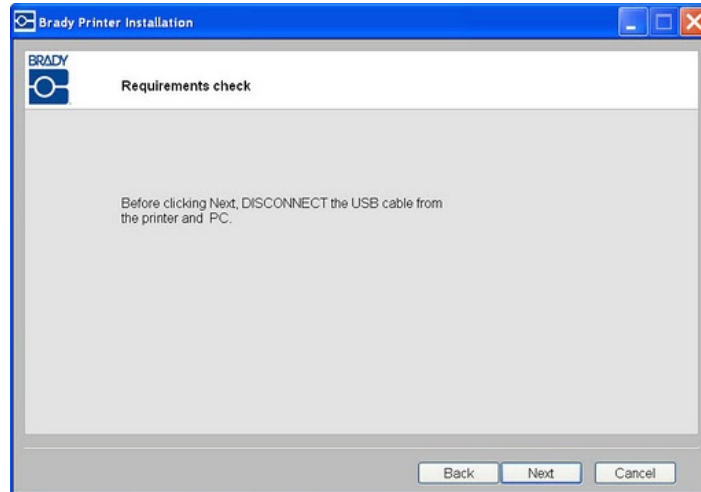 Brady Printer Installation
BRADY
Requirements check
Before clicking Next, DISCONNECT the USB cable from
the printer and PC.
Back Next Cancel